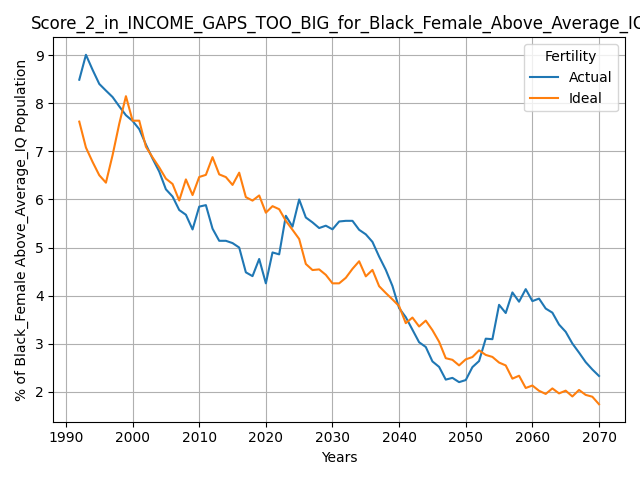 Score_2_in_INCOME_GAPS_TOO_BIG_for_Black_Female_Above_Average_IQ
Fertility
Actual
Ideal
9
8
7
6
5
4
3
2
% of Black_Female Above_Average_IQ Population
1990 2000 2010 2020 2030 2040 2050 2060 2070
Years